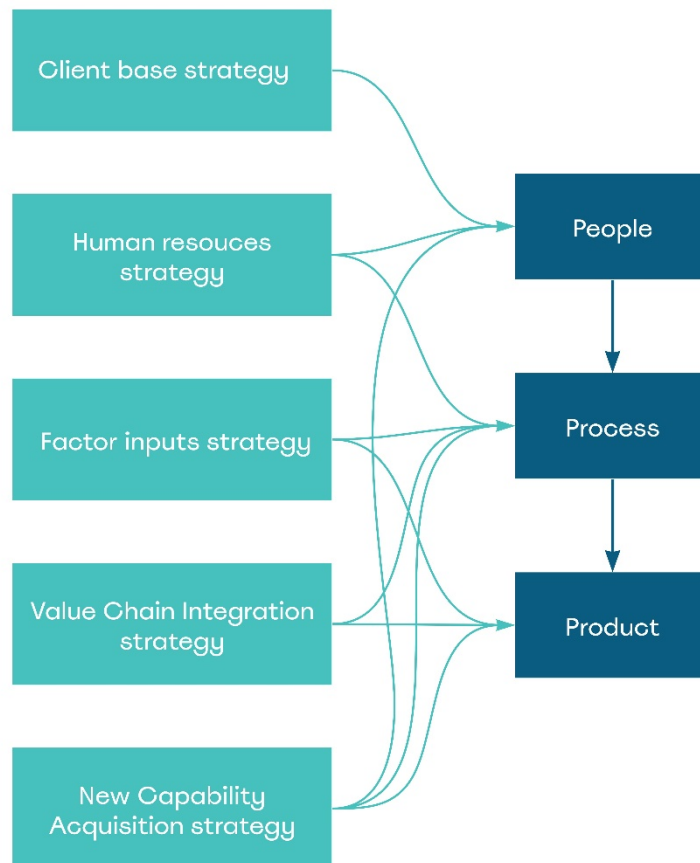 Client base strategy
Human resouces
strategy
People
Factor inputs strategy
Process
Value Chain Integration
strategy
Product
New Capability
Acquisition strategy